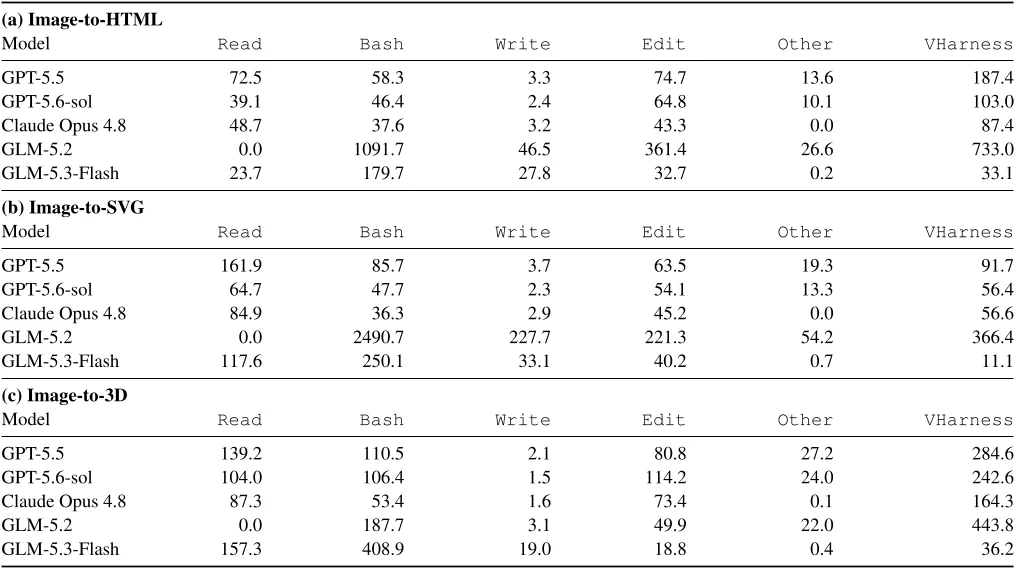 (a) Image-to-HTML
Model Read Bash Write Edit Other VHarness
GPT-5.5 72.5 58.3 3.3 74.7 13.6 187.4
GPT-5.6-sol 39.1 46.4 2.4 64.8 10.1 103.0
Claude Opus 4.8 48.7 37.6 3.2 43.3 0.0 87.4
GLM-5.2 0.0 1091.7 46.5 361.4 26.6 733.0
GLM-5.3-Flash 23.7 179.7 27.8 32.7 0.2 33.1
(b) Image-to-SVG
Model Read Bash Write Edit Other VHarness
GPT-5.5 161.9 85.7 3.7 63.5 19.3 91.7
GPT-5.6-sol 64.7 47.7 2.3 54.1 13.3 56.4
Claude Opus 4.8 84.9 36.3 2.9 45.2 0.0 56.6
GLM-5.2 0.0 2490.7 227.7 221.3 54.2 366.4
GLM-5.3-Flash 117.6 250.1 33.1 40.2 0.7 11.1
(c) Image-to-3D
Model Read Bash Write Edit Other VHarness
GPT-5.5 139.2 110.5 2.1 80.8 27.2 284.6
GPT-5.6-sol 104.0 106.4 1.5 114.2 24.0 242.6
Claude Opus 4.8 87.3 53.4 1.6 73.4 0.1 164.3
GLM-5.2 0.0 187.7 3.1 49.9 22.0 443.8
GLM-5.3-Flash 157.3 408.9 19.0 18.8 0.4 36.2